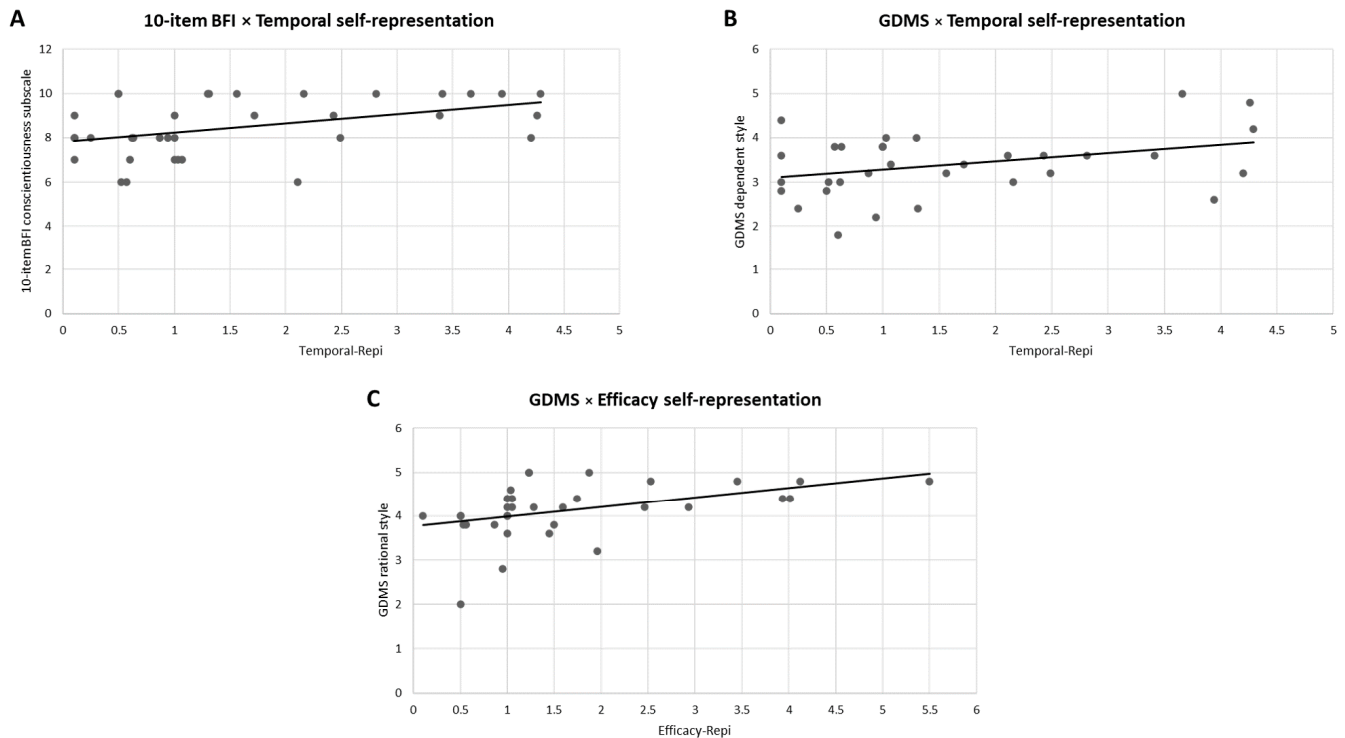 A
10-item BFI × Temporal self-representation
12
10
8
6
4
2
0
10-item BFI conscientiousness subscale
0 0.5 1 1.5 2 2.5 3 3.5 4 4.5 5
Temporal-Repi
B
GDMS × Temporal self-representation
6
5
4
3
2
1
0
GDMS dependent style
0 0.5 1 1.5 2 2.5 3 3.5 4 4.5 5
Temporal-Repi
C
GDMS × Efficacy self-representation
6
5
4
3
2
1
0
GDMS rational style
0 0.5 1 1.5 2 2.5 3 3.5 4 4.5 5 5.5 6
Efficacy-Repi